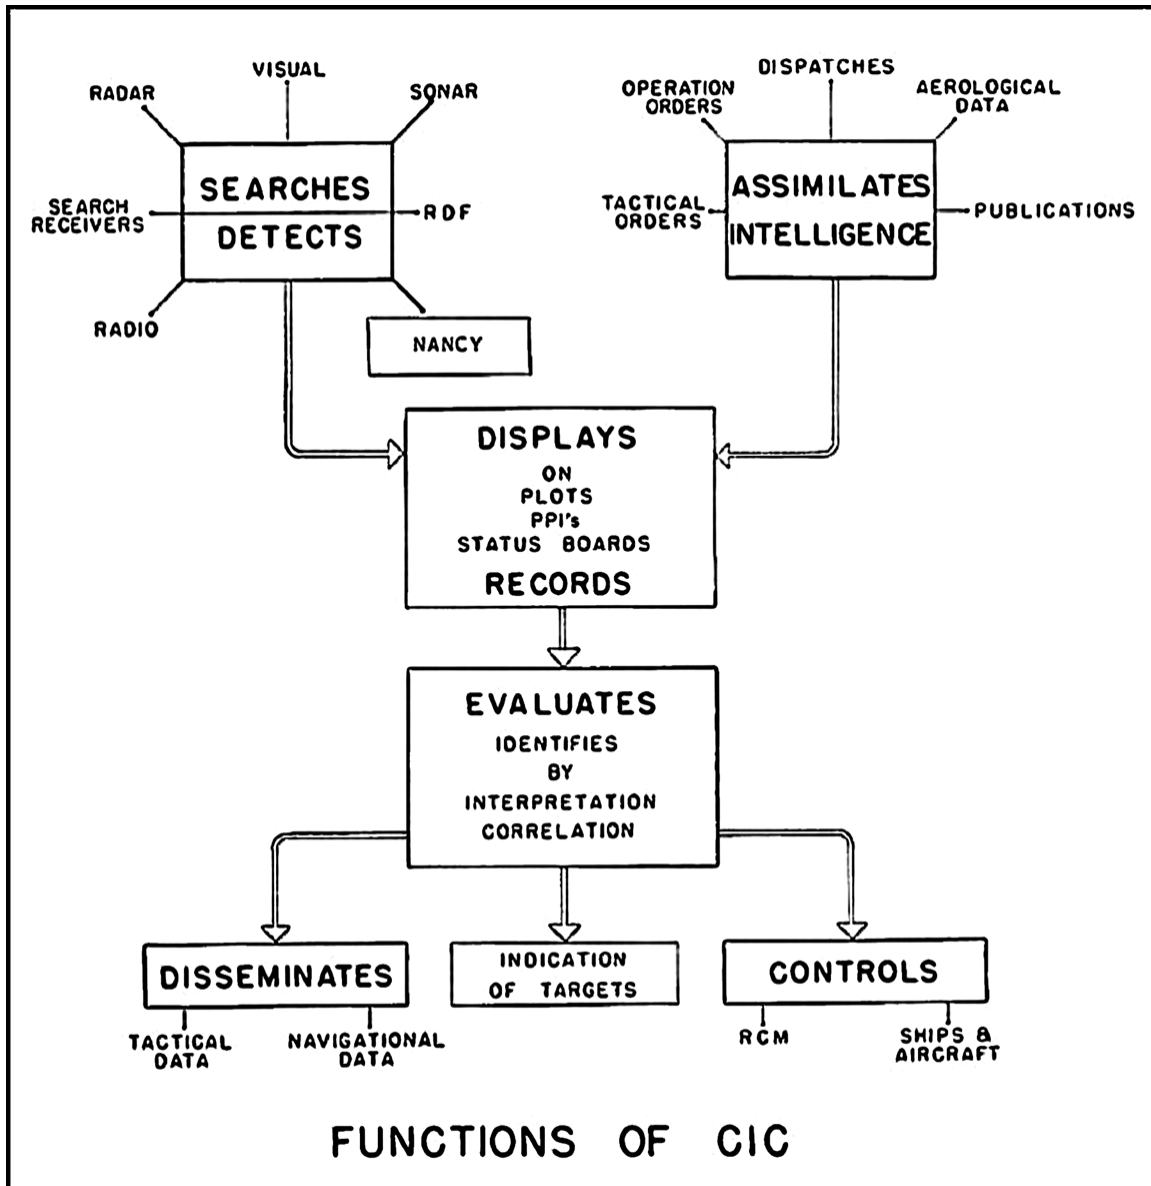 VISUAL
RADAR
SONAR
SEARCHES
DETECTS
SEARCH
RECEIVERS
RDF
RADIO
NANCY
DISPATCHES
OPERATION
ORDERS
AEROLOGICAL
DATA
ASSIMILATES
INTELLIGENCE
TACTICAL
ORDERS
PUBLICATIONS
DISPLAYS
ON
PLOTS
PPI's
STATUS BOARDS
RECORDS
EVALUATES
IDENTIFIES
BY
INTERPRETATION
CORRELATION
DISSEMINATES
TACTICAL
DATA
NAVIGATIONAL
DATA
INDICATION
OF TARGETS
CONTROLS
RCM
SHIPS &
AIRCRAFT
FUNCTIONS OF CIC